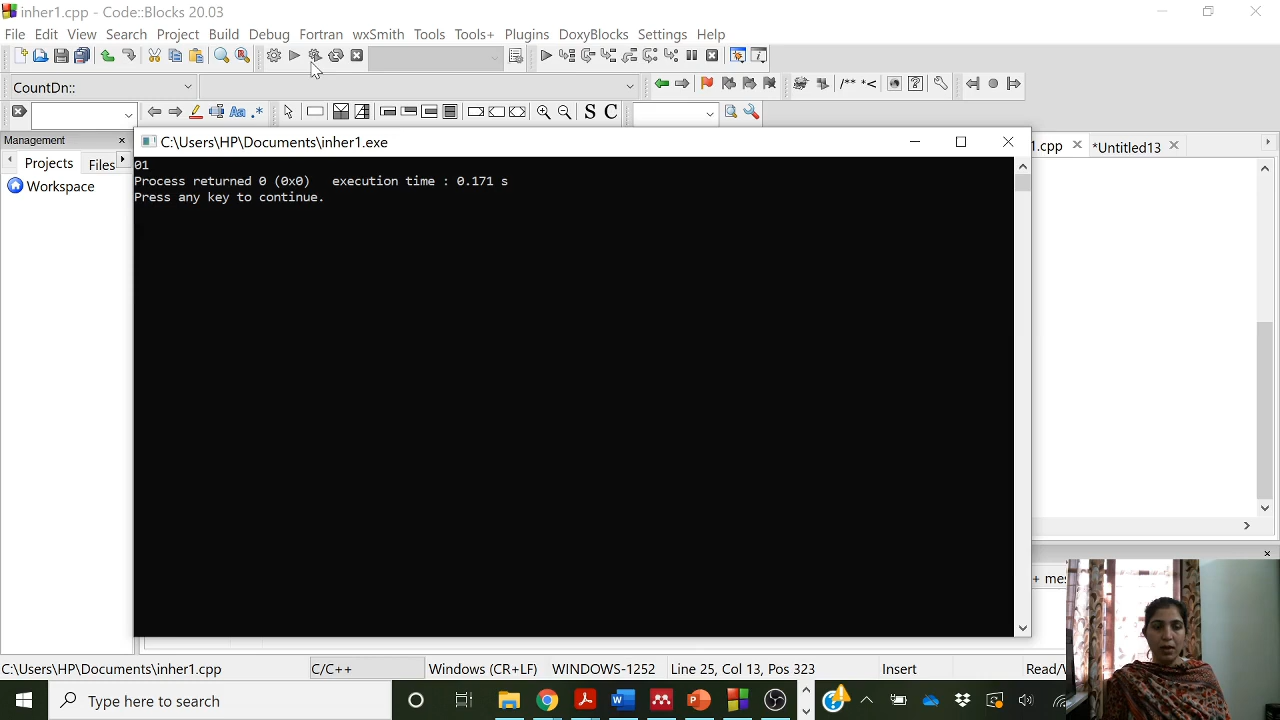 inher1.cpp - Code::Blocks 20.03
File Edit View Search Project Build Debug Fortran wxSmith Tools Tools+ Plugins DoxyBlocks Settings Help
CountDn::
/** *<
Aa .* S C
Management
Projects Files
Workspace
C:\Users\HP\Documents\inher1.exe
1.cpp *Untitled13
01
Process returned 0 (0x0) execution time : 0.171 s
Press any key to continue.
+ mes
C:\Users\HP\Documents\inher1.cpp C/C++ Windows (CR+LF) WINDOWS-1252 Line 25, Col 13, Pos 323 Insert Read/
Type here to search